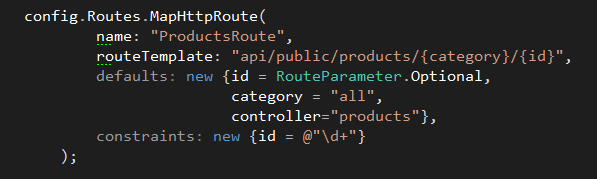 config.Routes.MapHttpRoute(
name: "ProductsRoute",
routeTemplate: "api/public/products/{category}/{id}",
defaults: new {id = RouteParameter.Optional,
category = "all",
controller="products"},
constraints: new {id = @"\d+"}
);